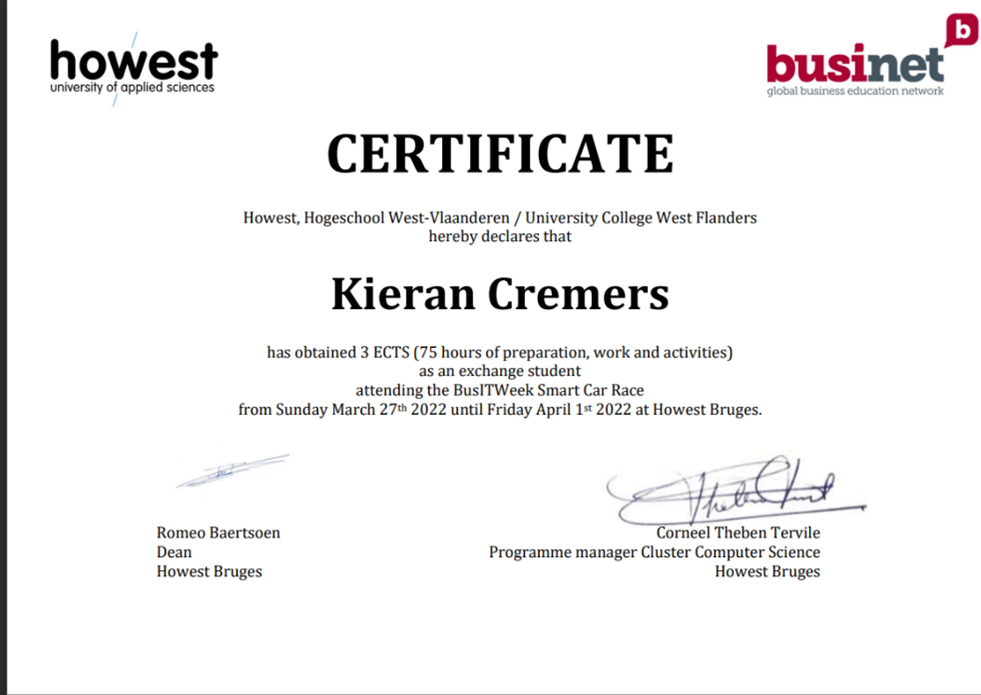 howest
university of applied sciences
b
businet
global business education network
CERTIFICATE
Howest, Hogeschool West-Vlaanderen / University College West Flanders
hereby declares that
Kieran Cremers
has obtained 3 ECTS (75 hours of preparation, work and activities)
as an exchange student
attending the BusITWeek Smart Car Race
from Sunday March 27th 2022 until Friday April 1st 2022 at Howest Bruges.
Romeo Baertsoen
Dean
Howest Bruges
Corneel Theben Tervile
Programme manager Cluster Computer Science
Howest Bruges